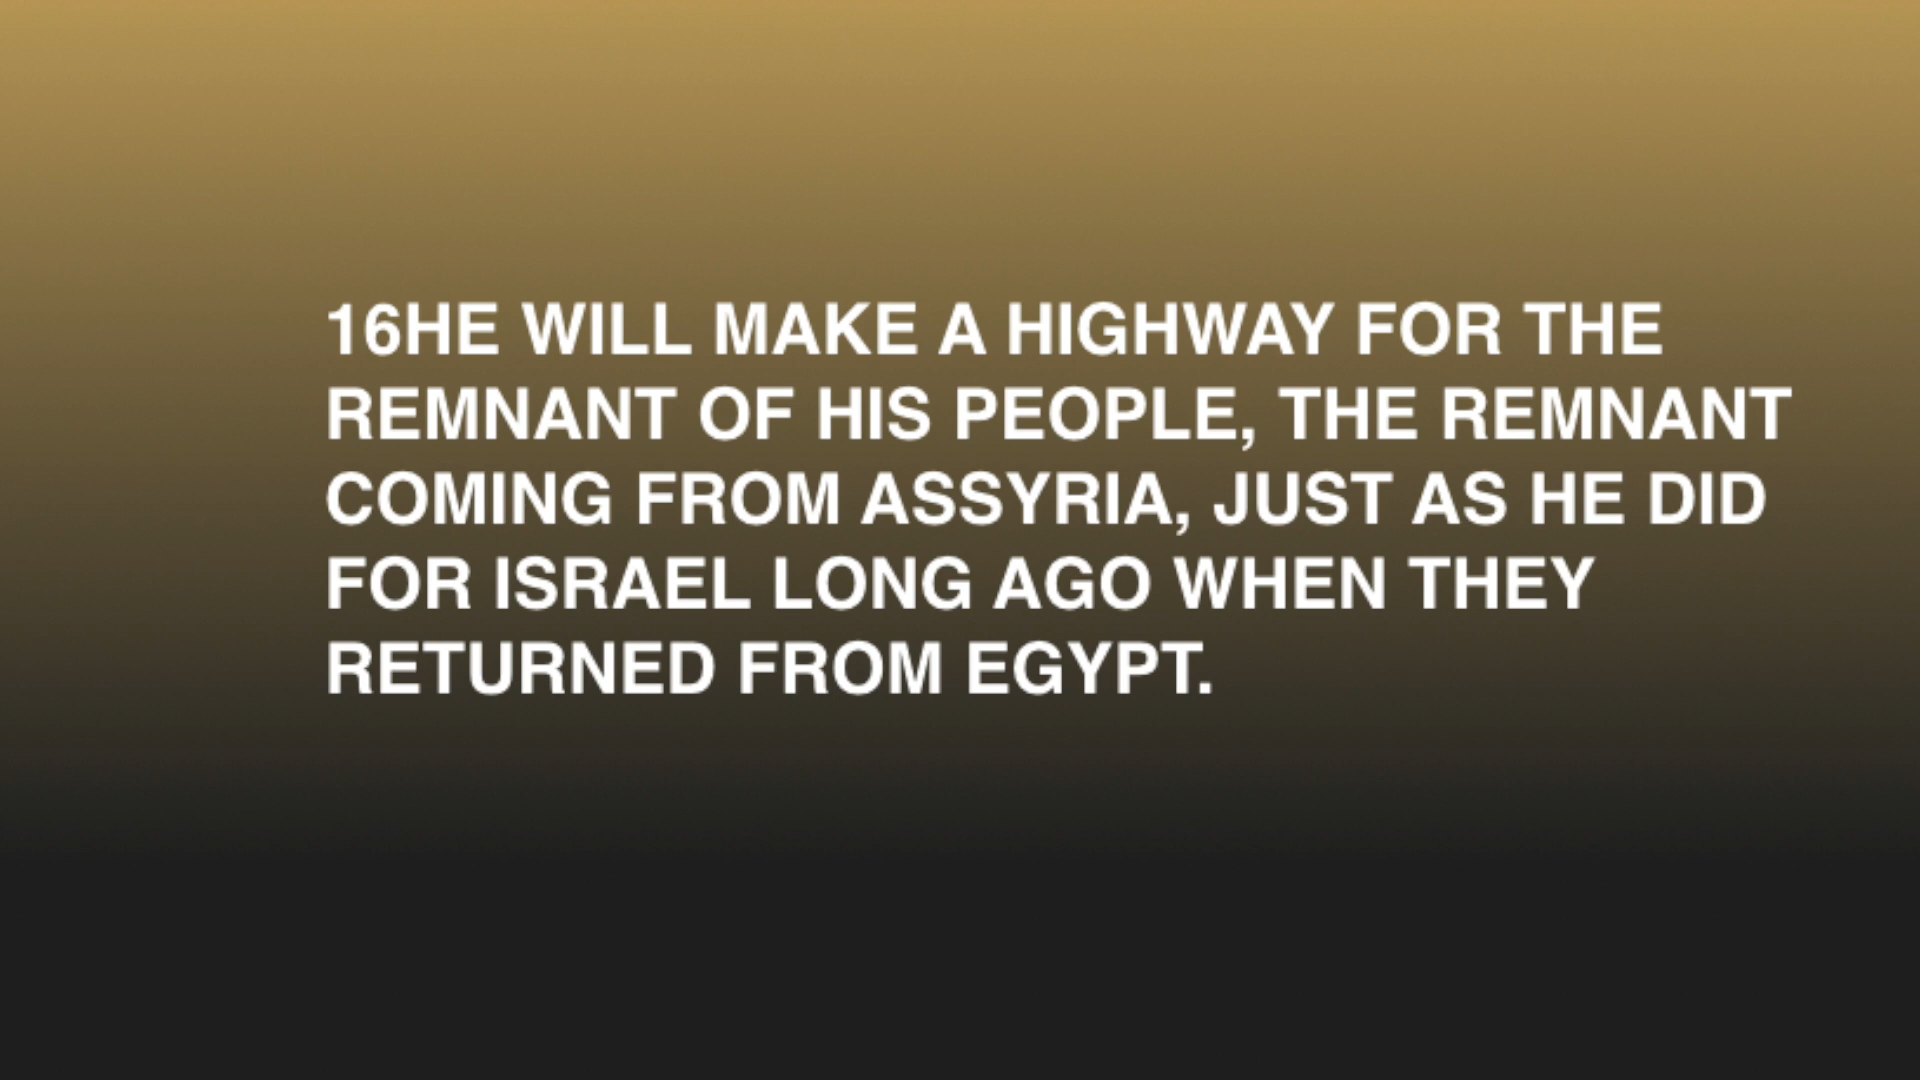 16HE WILL MAKE A HIGHWAY FOR THE
REMNANT OF HIS PEOPLE, THE REMNANT
COMING FROM ASSYRIA, JUST AS HE DID
FOR ISRAEL LONG AGO WHEN THEY
RETURNED FROM EGYPT.